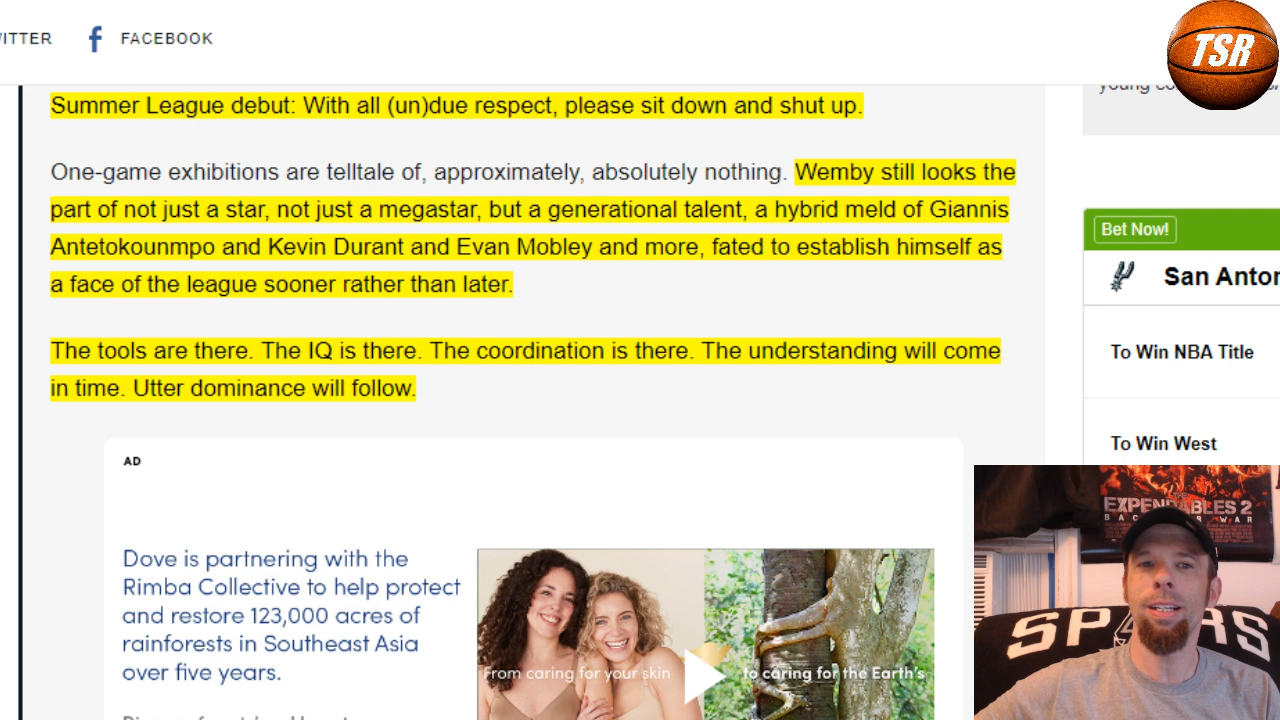 FACEBOOK
TSR
Summer League debut: With all (un)due respect, please sit down and shut up.
One-game exhibitions are telltale of, approximately, absolutely nothing. Wemby still looks the
part of not just a star, not just a megastar, but a generational talent, a hybrid meld of Giannis
Antetokounmpo and Kevin Durant and Evan Mobley and more, fated to establish himself as
a face of the league sooner rather than later.
The tools are there. The IQ is there. The coordination is there. The understanding will come
in time. Utter dominance will follow.
young
Bet Now!
San Anton
To Win NBA Title
To Win West
AD
Dove is partnering with the
Rimba Collective to help protect
and restore 123,000 acres of
rainforests in Southeast Asia
over five years.
From caring for your skin
to caring for the Earth's
EXPENDABLES 2
SPURS